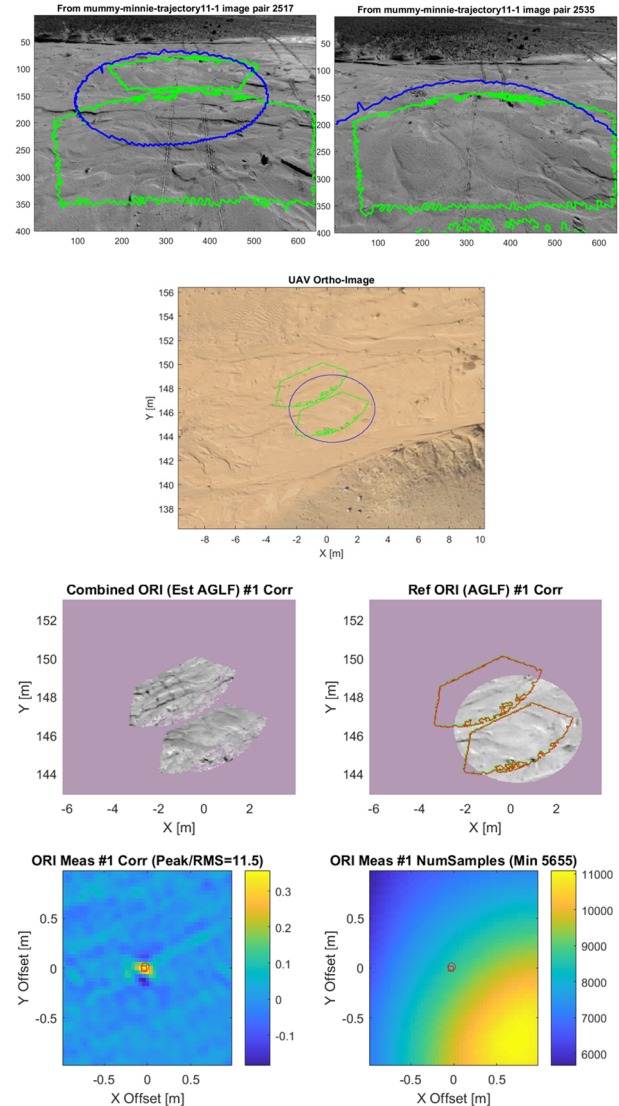 From mummy-minnie-trajectory11-1 image pair 2517
From mummy-minnie-trajectory11-1 image pair 2535
0
50
100
150
200
250
300
350
400
100 200 300 400 500 600
0
50
100
150
200
250
300
350
400
100 200 300 400 500 600
UAV Ortho-Image
156
154
152
150
148
146
144
142
140
138
Y [m]
-8 -6 -4 -2 0 2 4 6 8 10
X [m]
Combined ORI (Est AGLF) #1 Corr
Ref ORI (AGLF) #1 Corr
152
150
148
146
144
Y [m]
-6 -4 -2 0 2
X [m]
152
150
148
146
144
Y [m]
-6 -4 -2 0 2
X [m]
ORI Meas #1 Corr (Peak/RMS=11.5)
ORI Meas #1 NumSamples (Min 5655)
0.5
0
-0.5
Y Offset [m]
-0.5 0 0.5
X Offset [m]
0.3
0.2
0.1
0
-0.1
0.5
0
-0.5
Y Offset [m]
-0.5 0 0.5
X Offset [m]
11000
10000
9000
8000
7000
6000